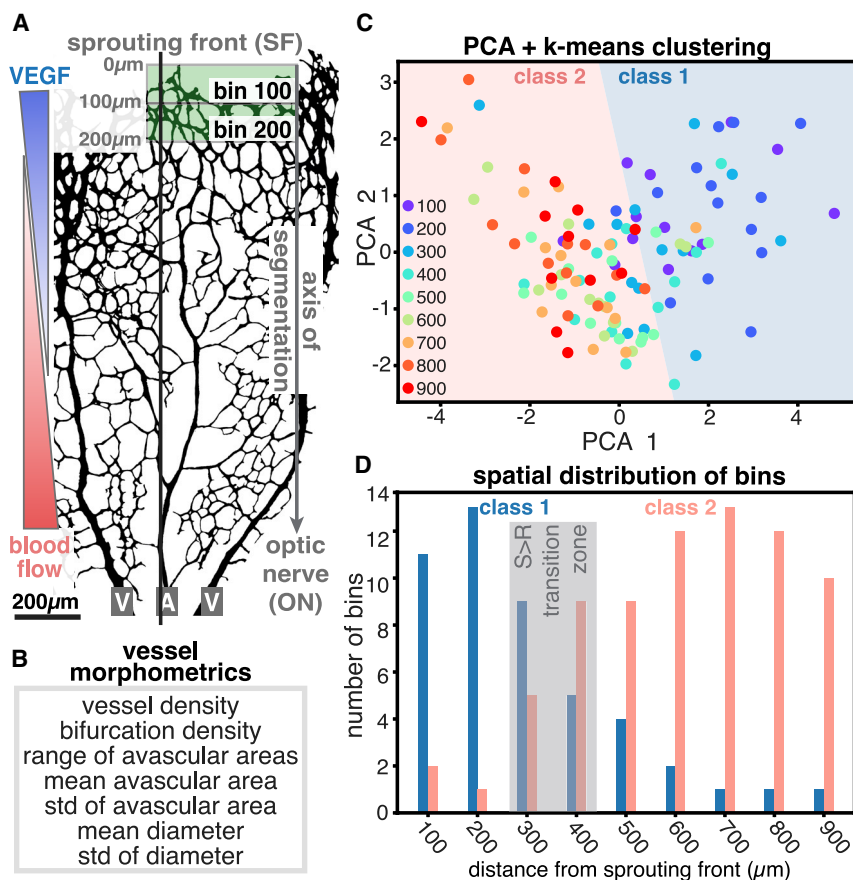 A
sprouting front (SF)
VEGF
0µm
100µm
200µm
bin 100
bin 200
axis of
segmentation
blood
flow
optic
nerve
(ON)
200µm
V
A
V
B
vessel
morphometrics
vessel density
bifurcation density
range of avascular areas
mean avascular area
std of avascular area
mean diameter
std of diameter
C
PCA + k-means clustering
class 2
class 1
3
2
1
0
-1
-2
PCA 2
100
200
300
400
500
600
700
800
900
-4
-2
0
2
4
PCA 1
D
spatial distribution of bins
class 1
class 2
S>R
transition
zone
14
12
10
8
6
4
2
0
number of bins
100
200
300
400
500
600
700
800
900
distance from sprouting front (µm)